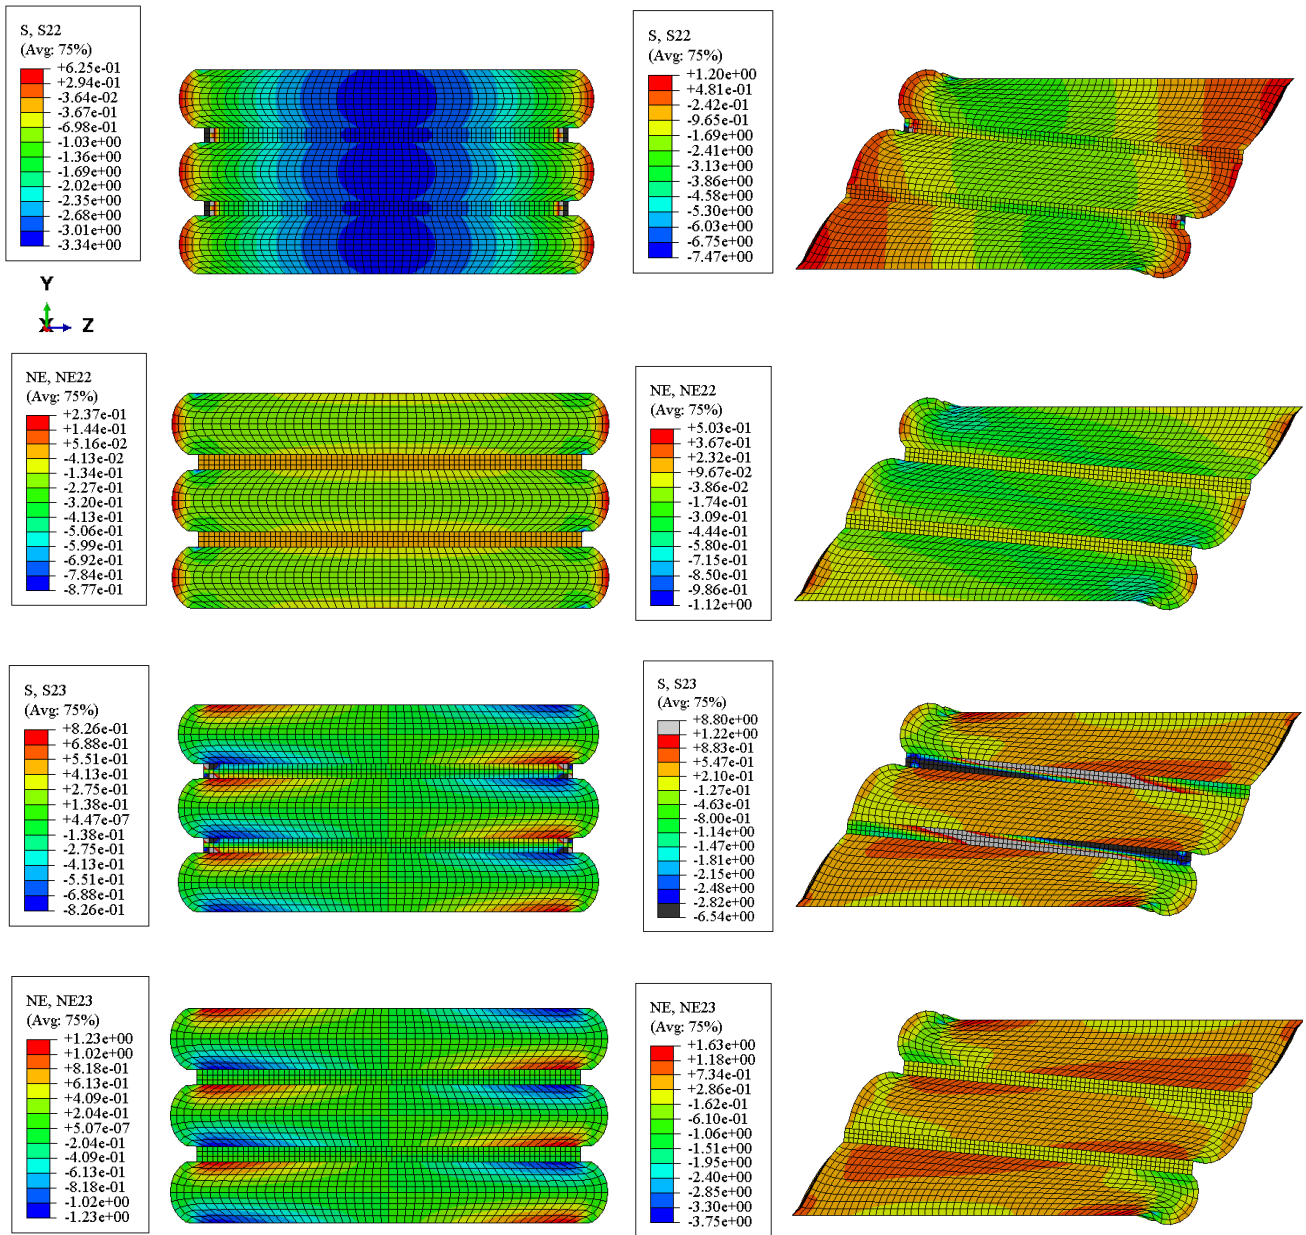 S, S22
(Avg: 75%)
+6.25e-01
+2.94e-01
-3.64e-02
-3.67e-01
-6.98e-01
-1.03e+00
-1.36e+00
-1.69e+00
-2.02e+00
-2.35e+00
-2.68e+00
-3.01e+00
-3.34e+00
S, S22
(Avg: 75%)
+1.20e+00
+4.81e-01
-2.42e-01
-9.65e-01
-1.69e+00
-2.41e+00
-3.13e+00
-3.86e+00
-4.58e+00
-5.30e+00
-6.03e+00
-6.75e+00
-7.47e+00
Y
X Z
NE, NE22
(Avg: 75%)
+2.37e-01
+1.44e-01
+5.16e-02
-4.13e-02
-1.34e-01
-2.27e-01
-3.20e-01
-4.13e-01
-5.06e-01
-5.99e-01
-6.92e-01
-7.84e-01
-8.77e-01
NE, NE22
(Avg: 75%)
+5.03e-01
+3.67e-01
+2.32e-01
+9.67e-02
-3.86e-02
-1.74e-01
-3.09e-01
-4.44e-01
-5.80e-01
-7.15e-01
-8.50e-01
-9.86e-01
-1.12e+00
S, S23
(Avg: 75%)
+8.26e-01
+6.88e-01
+5.51e-01
+4.13e-01
+2.75e-01
+1.38e-01
+4.47e-07
-1.38e-01
-2.75e-01
-4.13e-01
-5.51e-01
-6.88e-01
-8.26e-01
S, S23
(Avg: 75%)
+8.80e+00
+1.22e+00
+8.83e-01
+5.47e-01
+2.10e-01
-1.27e-01
-4.63e-01
-8.00e-01
-1.14e+00
-1.47e+00
-1.81e+00
-2.15e+00
-2.48e+00
-2.82e+00
-6.54e+00
NE, NE23
(Avg: 75%)
+1.23e+00
+1.02e+00
+8.18e-01
+6.13e-01
+4.09e-01
+2.04e-01
+5.07e-07
-2.04e-01
-4.09e-01
-6.13e-01
-8.18e-01
-1.02e+00
-1.23e+00
NE, NE23
(Avg: 75%)
+1.63e+00
+1.18e+00
+7.34e-01
+2.86e-01
-1.62e-01
-6.10e-01
-1.06e+00
-1.51e+00
-1.95e+00
-2.40e+00
-2.85e+00
-3.30e+00
-3.75e+00